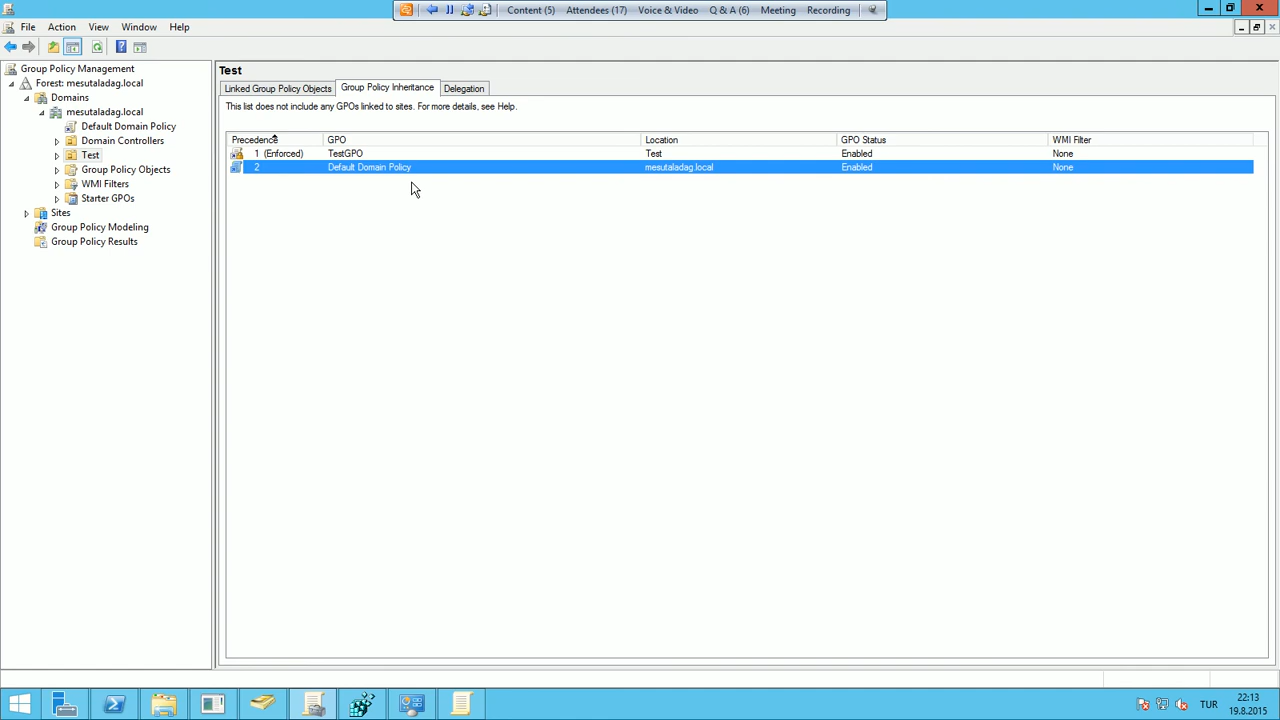 Content (5) Attendees (17) Voice & Video Q & A (6) Meeting Recording
File Action View Window Help
Group Policy Management
Forest: mesutaladag.local
Domains
mesutaladag.local
Default Domain Policy
Domain Controllers
Test
Group Policy Objects
WMI Filters
Starter GPOs
Sites
Group Policy Modeling
Group Policy Results
Test
Linked Group Policy Objects Group Policy Inheritance Delegation
This list does not include any GPOs linked to sites. For more details, see Help.
Precedence GPO Location GPO Status WMI Filter
1 (Enforced) TestGPO Test Enabled None
2 Default Domain Policy mesutaladag.local Enabled None
TUR
22:13
19.8.2015